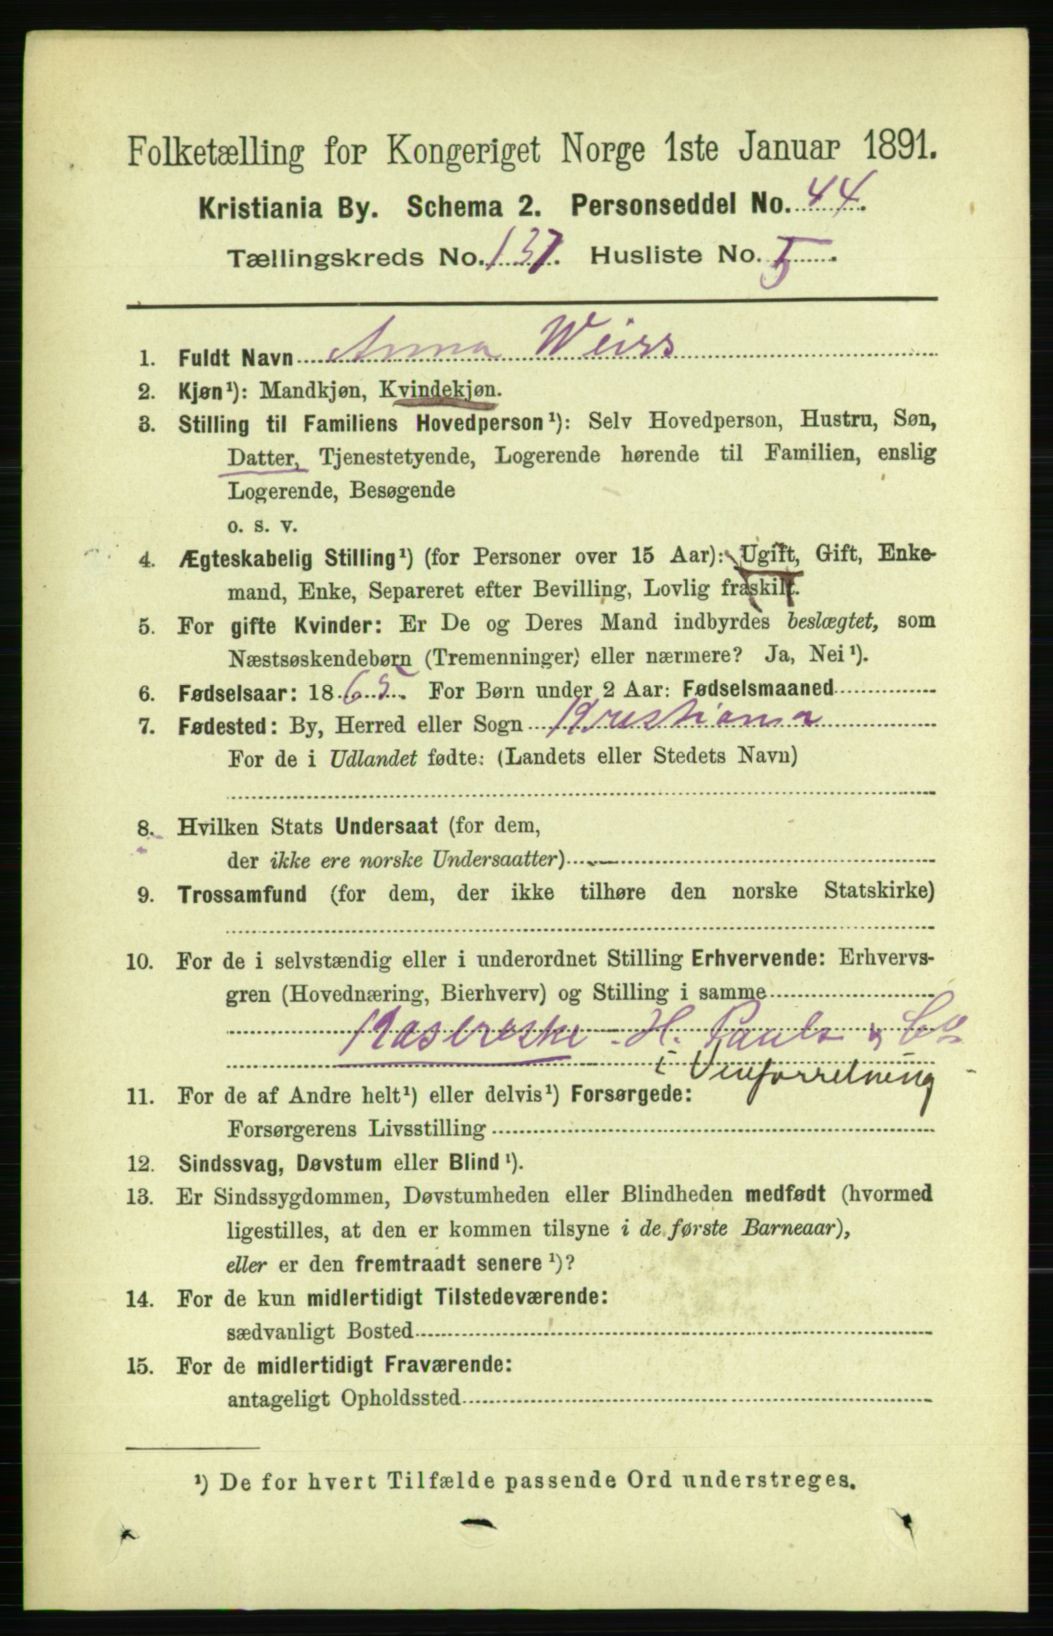 Folketælling for Kongeriget Norge 1ste Januar 1891.
Kristiania By. Schema 2. Personseddel No. 44.
Tællingskreds No. 137. Husliste No. 5.
1. Fuldt Navn Anna Weiss
2. Kjøn¹): Mandkjøn, Kvindekjøn.
3. Stilling til Familiens Hovedperson¹): Selv Hovedperson, Hustru, Søn,
Datter, Tjenestetyende, Logerende hørende til Familien, enslig
Logerende, Besøgende
o. s. v.
4. Ægteskabelig Stilling¹) (for Personer over 15 Aar): Ugift, Gift, Enke-
mand, Enke, Separeret efter Bevilling, Lovlig fraskilt.
5. For gifte Kvinder: Er De og Deres Mand indbyrdes beslægtet, som
Næstsøskendebørn (Tremenninger) eller nærmere? Ja, Nei¹).
6. Fødselsaar: 1865. For Børn under 2 Aar: Fødselsmaaned
7. Fødested: By, Herred eller Sogn Kristiania
For de i Udlandet fødte: (Landets eller Stedets Navn)
8. Hvilken Stats Undersaat (for dem,
der ikke ere norske Undersaatter)
9. Trossamfund (for dem, der ikke tilhøre den norske Statskirke)
10. For de i selvstændig eller i underordnet Stilling Erhvervende: Erhvervs-
gren (Hovednæring, Bierhverv) og Stilling i samme
Kasererske H. Pauls & Co
i Vinforretning
11. For de af Andre helt¹) eller delvis¹) Forsørgede:
Forsørgerens Livsstilling
12. Sindssvag, Døvstum eller Blind¹).
13. Er Sindssygdommen, Døvstumheden eller Blindheden medfødt (hvormed
ligestilles, at den er kommen tilsyne i de første Barneaar),
eller er den fremtraadt senere¹)?
14. For de kun midlertidigt Tilstedeværende:
sædvanligt Bosted
15. For de midlertidigt Fraværende:
antageligt Opholdssted
¹) De for hvert Tilfælde passende Ord understreges.